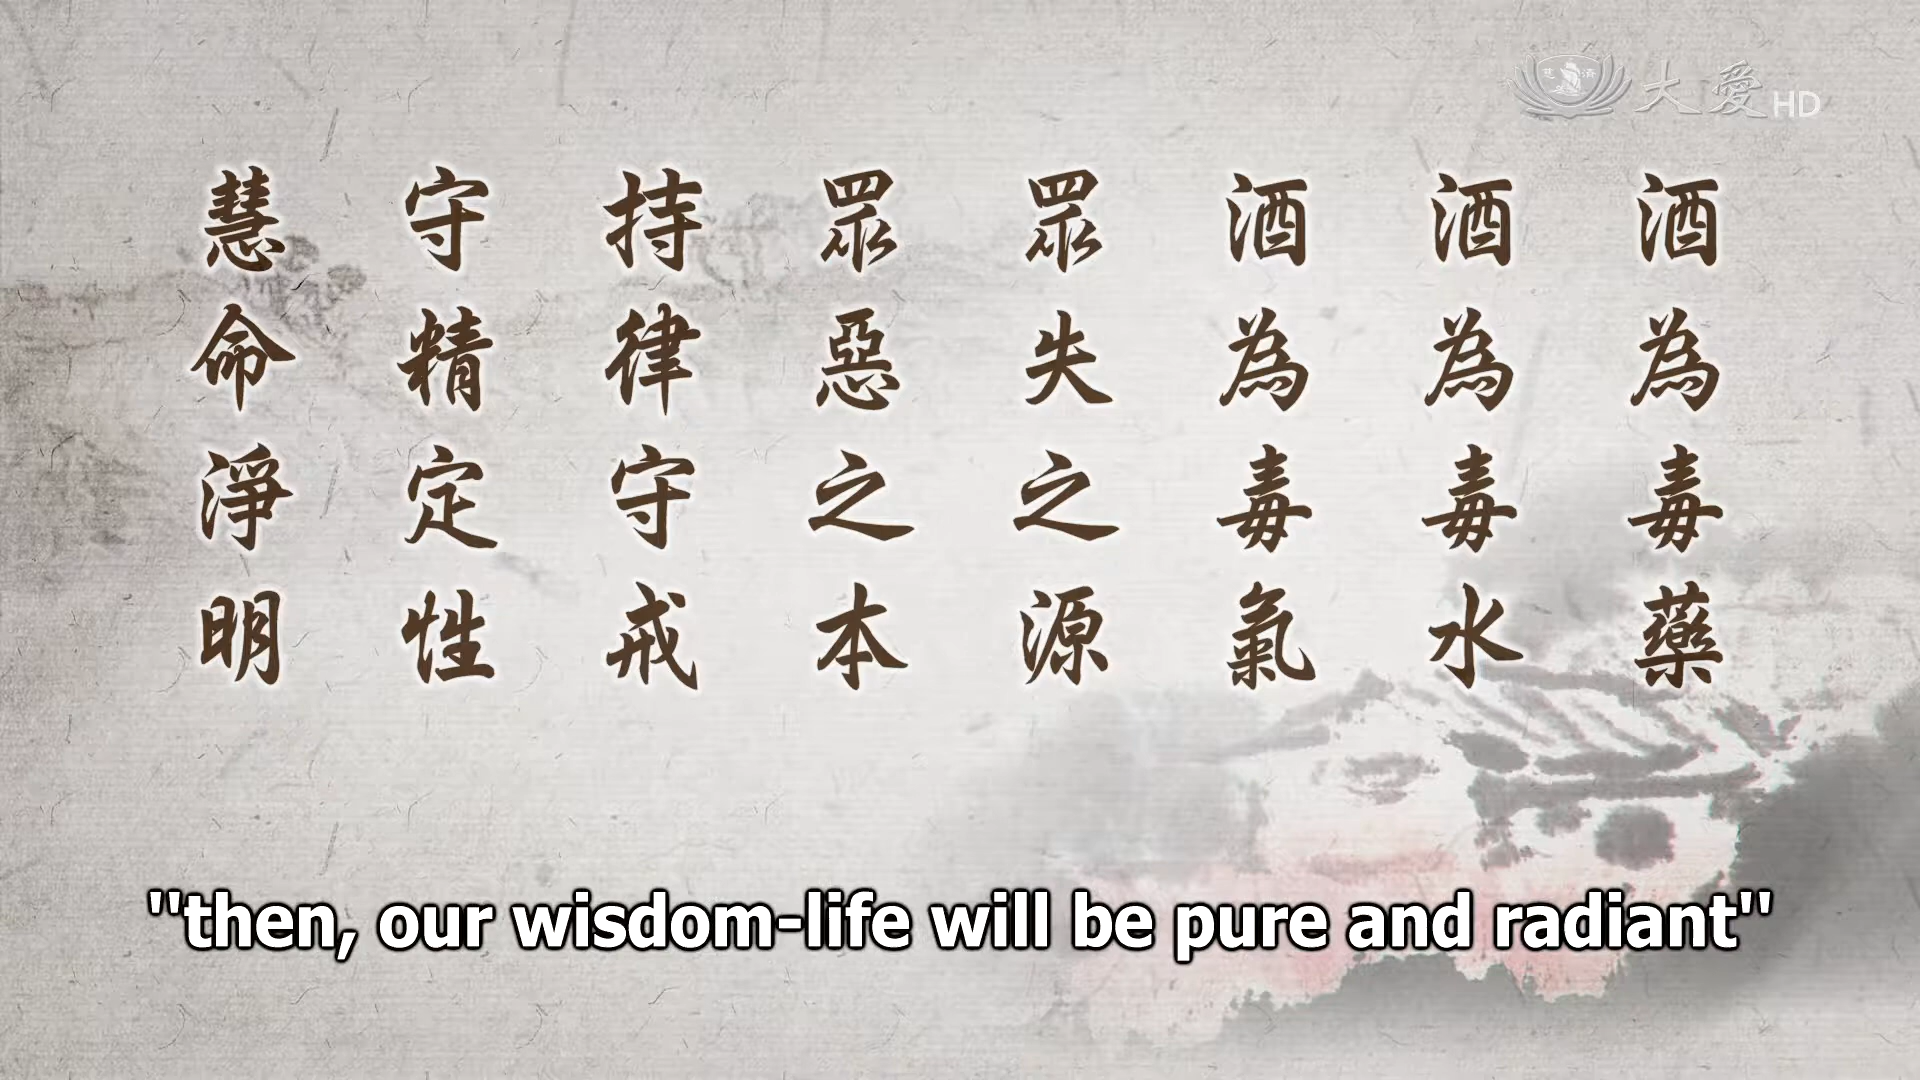 大愛HD
酒為毒藥
酒為毒水
酒為毒氣
眾失之源
眾惡之本
持律守戒
守精定性
慧命淨明
"then, our wisdom-life will be pure and radiant"